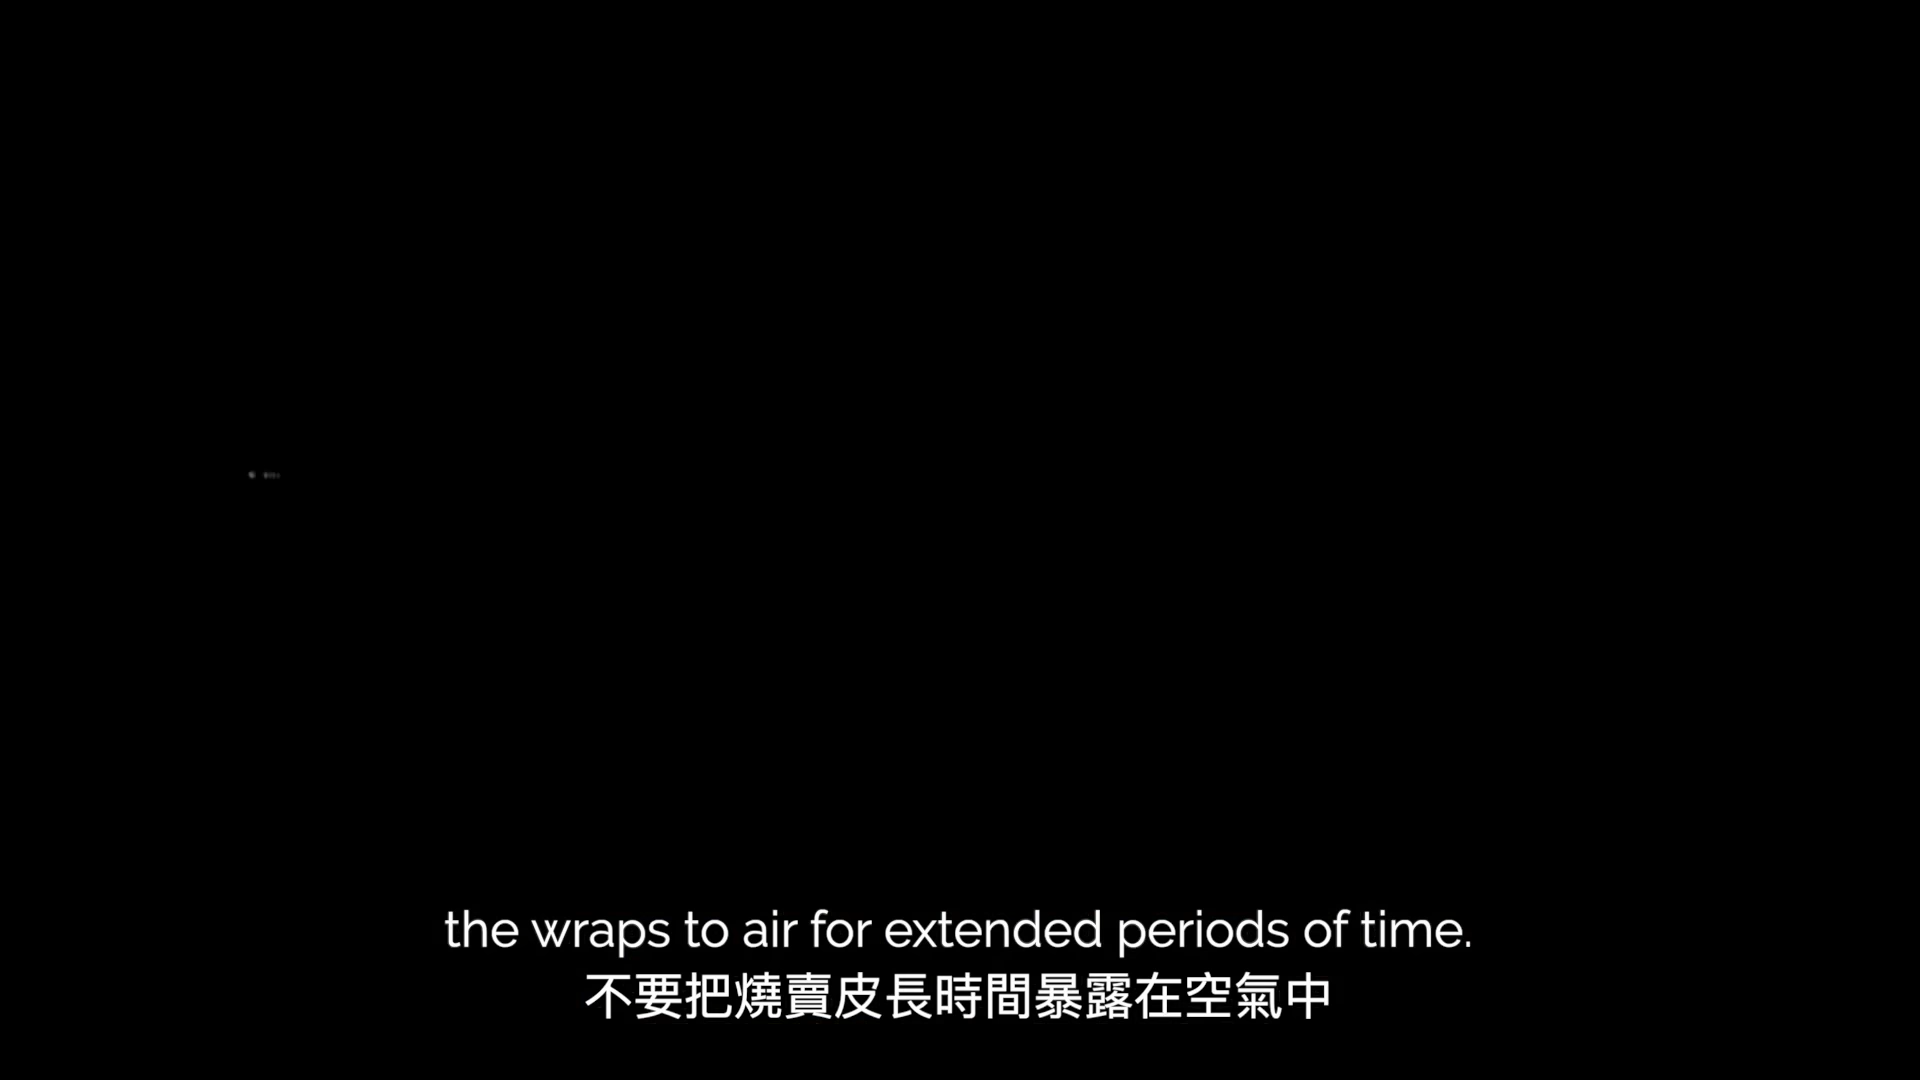 the wraps to air for extended periods of time.
不要把燒賣皮長時間暴露在空氣中